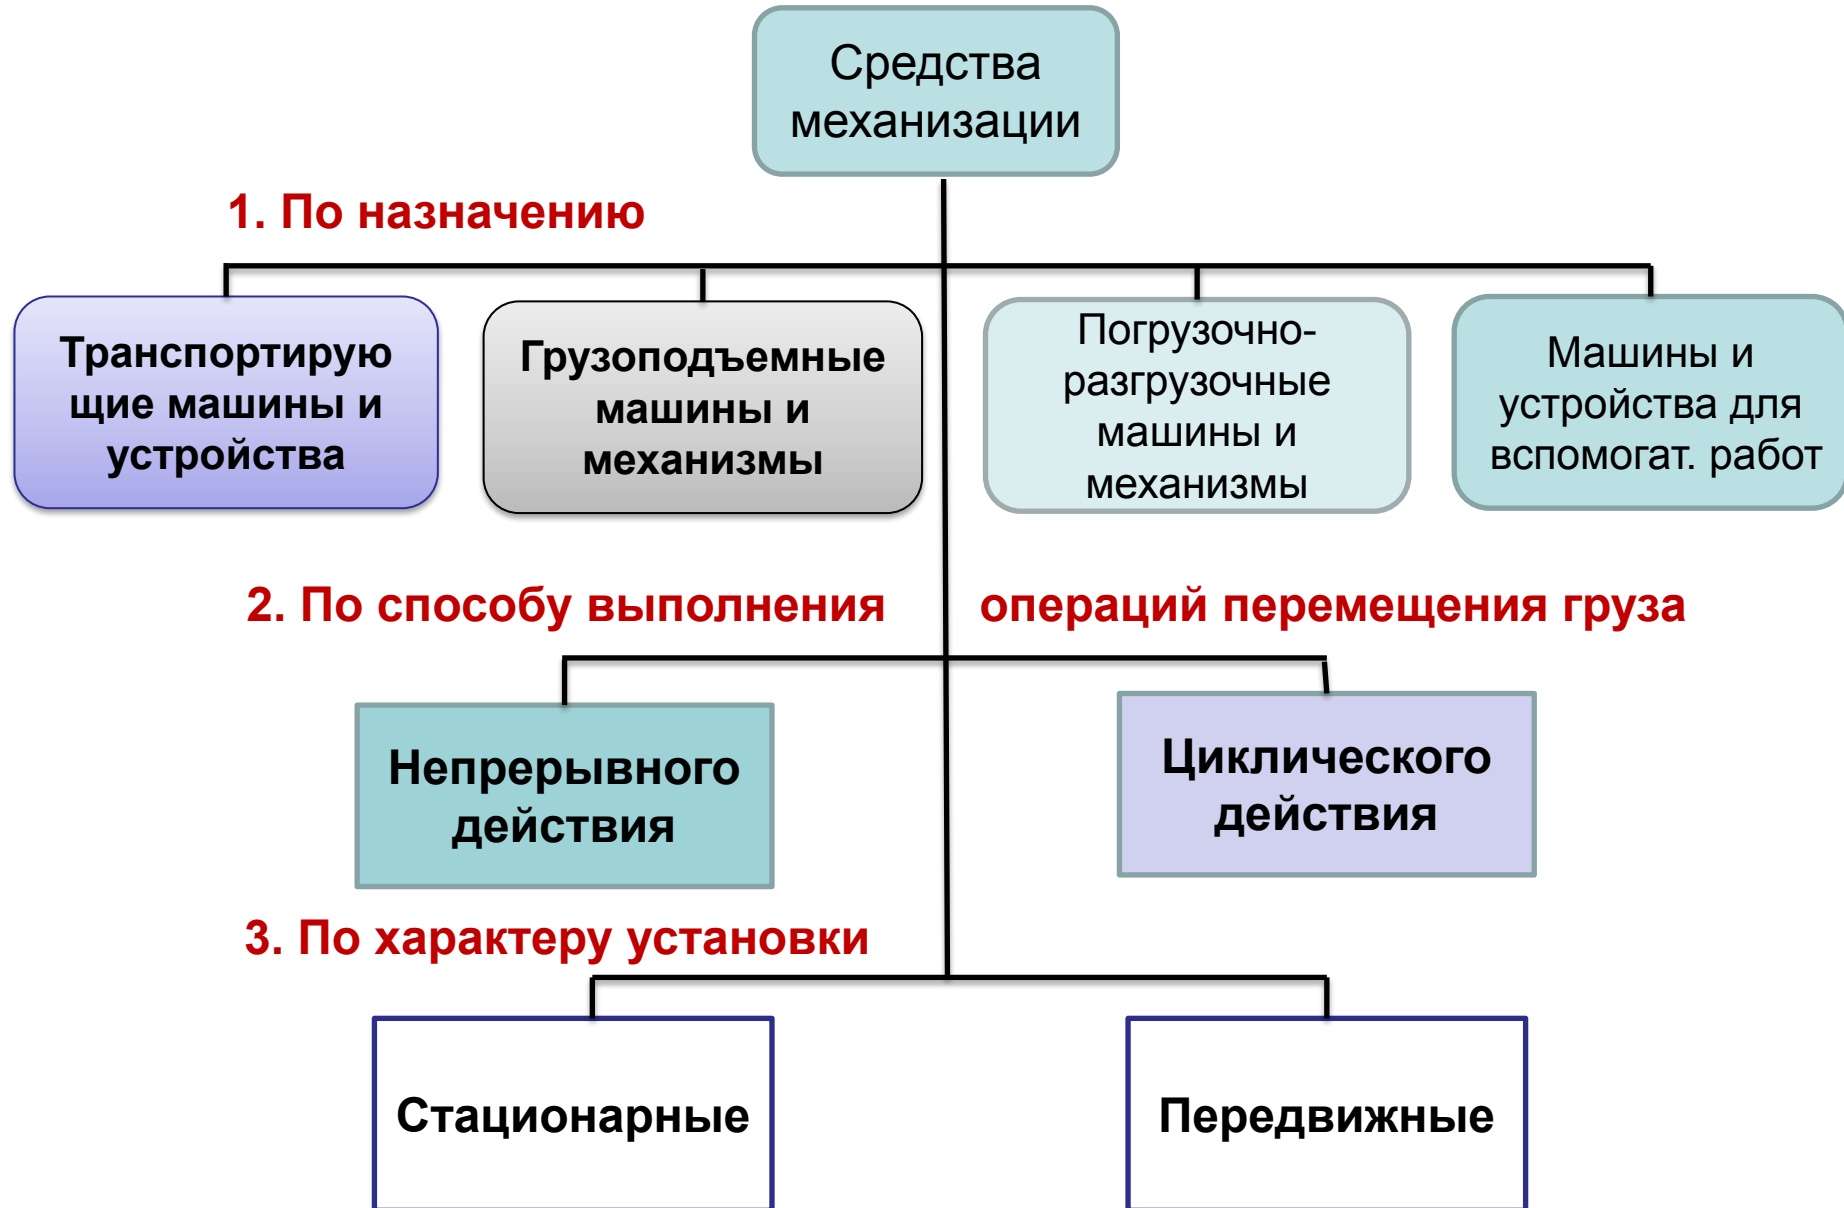 Средства
механизации
1. По назначению
Транспортирую
щие машины и
устройства
Грузоподъемные
машины и
механизмы
Погрузочно-
разгрузочные
машины и
механизмы
Машины и
устройства для
вспомогат. работ
2. По способу выполнения операций перемещения груза
Непрерывного
действия
Циклического
действия
3. По характеру установки
Стационарные
Передвижные